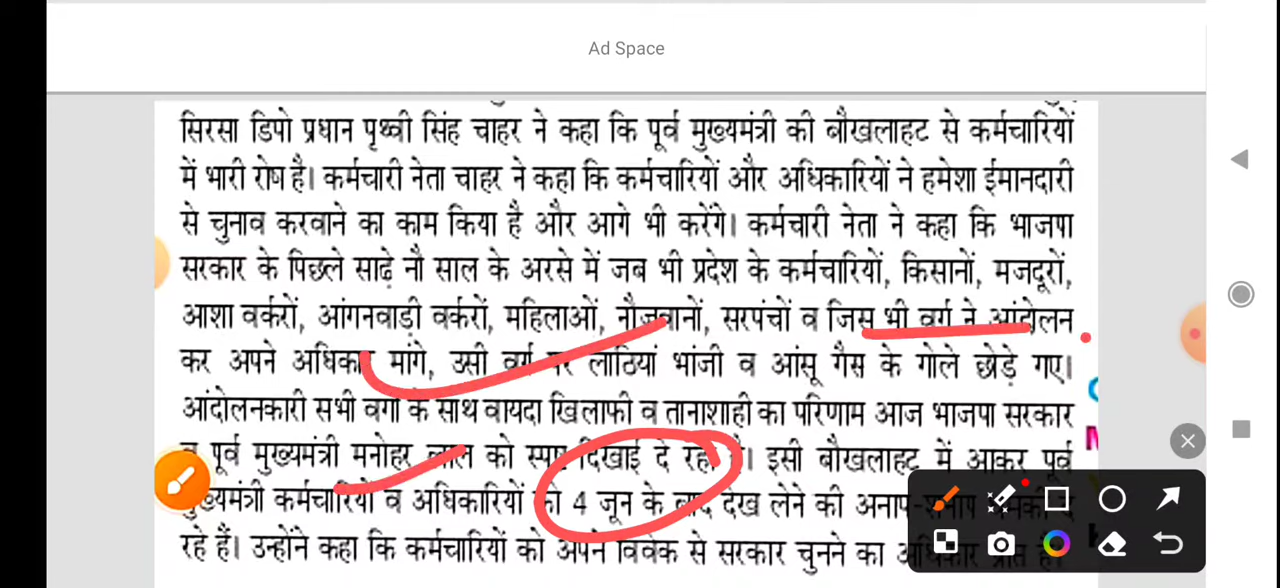 Ad Space
सिरसा डिपो प्रधान पृथ्वी सिंह चाहर ने कहा कि पूर्व मुख्यमंत्री की बौखलाहट से कर्मचारियों
में भारी रोष है। कर्मचारी नेता चाहर ने कहा कि कर्मचारियों और अधिकारियों ने हमेशा ईमानदारी
से चुनाव करवाने का काम किया है और आगे भी करेंगे। कर्मचारी नेता ने कहा कि भाजपा
सरकार के पिछले साढ़े नौ साल के अरसे में जब भी प्रदेश के कर्मचारियों, किसानों, मजदूरों,
आशा वर्करों, आंगनवाड़ी वर्करों, महिलाओं, नौजवानों, सरपंचों व जिस भी वर्ग ने आंदोलन
कर अपने अधिकार मांगे, उसी वर्ग पर लाठियां भांजी व आंसू गैस के गोले छोड़े गए।
आंदोलनकारी सभी वर्गों के साथ वायदा खिलाफी व तानाशाही का परिणाम आज भाजपा सरकार
व पूर्व मुख्यमंत्री मनोहर लाल को स्पष्ट दिखाई दे रहा है। इसी बौखलाहट में आकर पूर्व
मुख्यमंत्री कर्मचारियों व अधिकारियों को 4 जून के बाद देख लेने की अनाप-शनाप धमकी दे
रहे हैं। उन्होंने कहा कि कर्मचारियों को अपने विवेक से सरकार चुनने का अधिकार प्राप्त है।